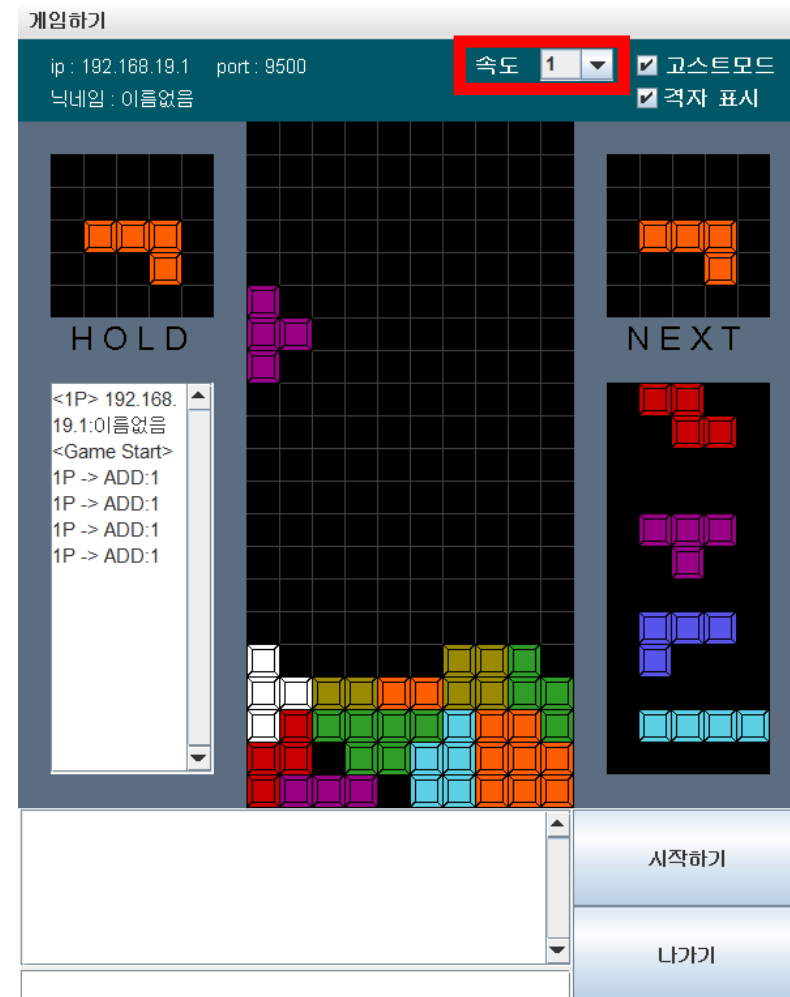 게임하기
ip : 192.168.19.1 port : 9500
속도 1
고스트모드
닉네임 : 이름없음
격자 표시
HOLD
NEXT
<1P> 192.168.
19.1:이름없음
<Game Start>
1P -> ADD:1
1P -> ADD:1
1P -> ADD:1
1P -> ADD:1
시작하기
나가기